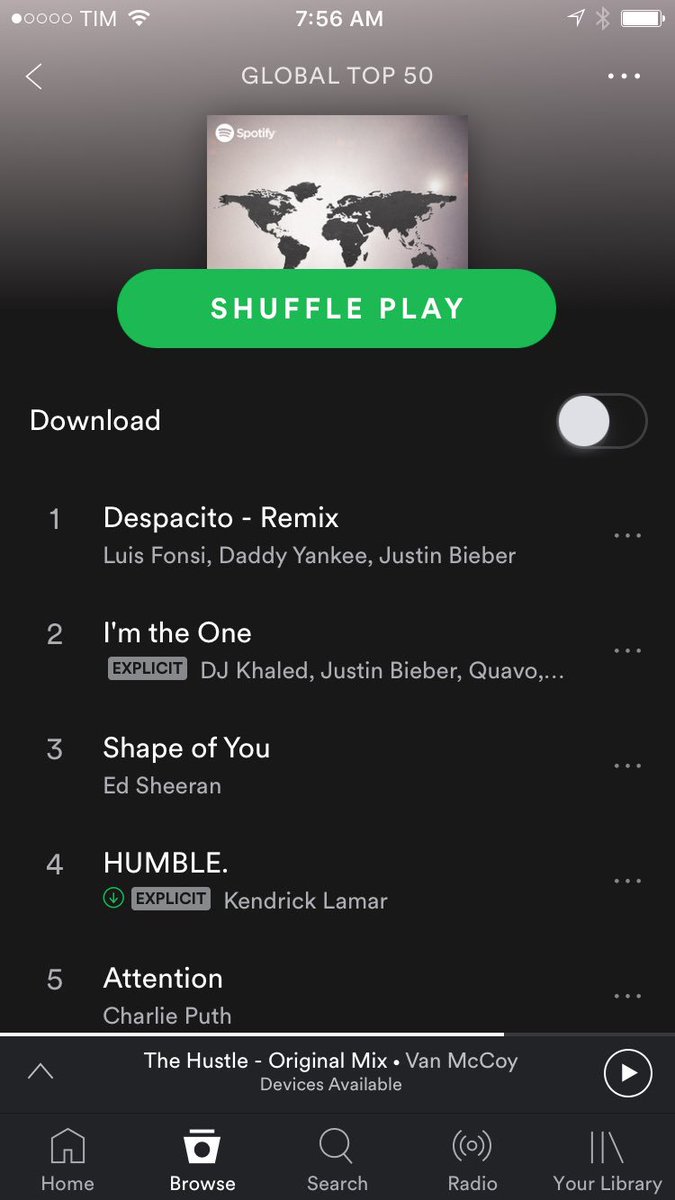 TIM 7:56 AM
GLOBAL TOP 50
Spotify
SHUFFLE PLAY
Download
1 Despacito - Remix
Luis Fonsi, Daddy Yankee, Justin Bieber
2 I'm the One
EXPLICIT DJ Khaled, Justin Bieber, Quavo,...
3 Shape of You
Ed Sheeran
4 HUMBLE.
EXPLICIT Kendrick Lamar
5 Attention
Charlie Puth
The Hustle - Original Mix • Van McCoy
Devices Available
Home Browse Search Radio Your Library